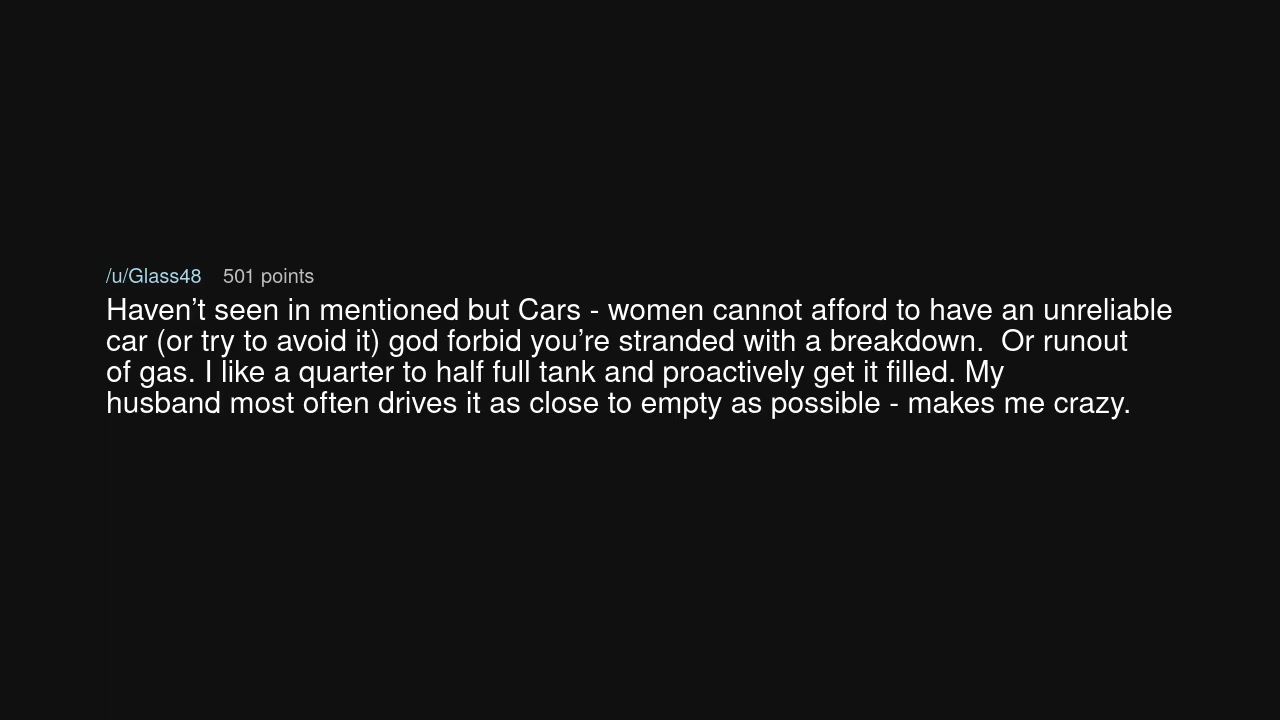 /u/Glass48 501 points
Haven’t seen in mentioned but Cars - women cannot afford to have an unreliable
car (or try to avoid it) god forbid you’re stranded with a breakdown.  Or runout
of gas. I like a quarter to half full tank and proactively get it filled. My
husband most often drives it as close to empty as possible - makes me crazy.